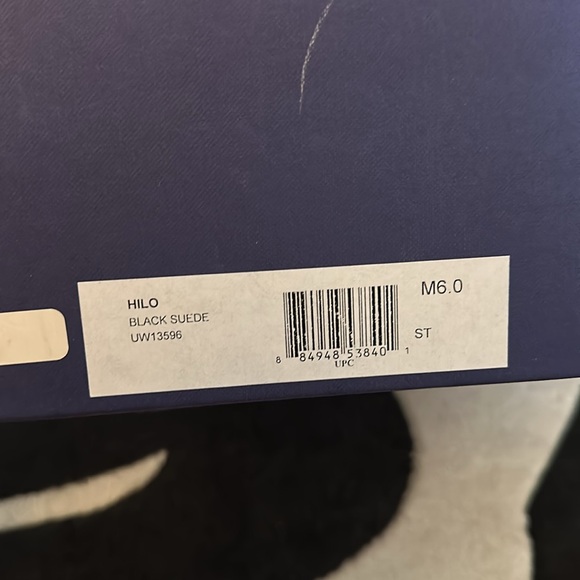 HILO
BLACK SUEDE
UW13596
8 84948 53840 1
UPC
M6.0
ST